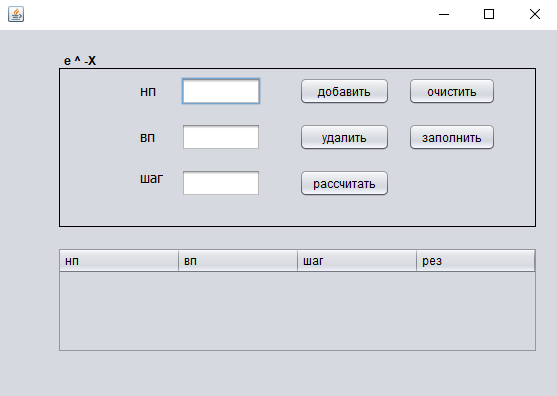 e ^ -X
нп добавить очистить
вп удалить заполнить
шаг рассчитать
нп вп шаг рез